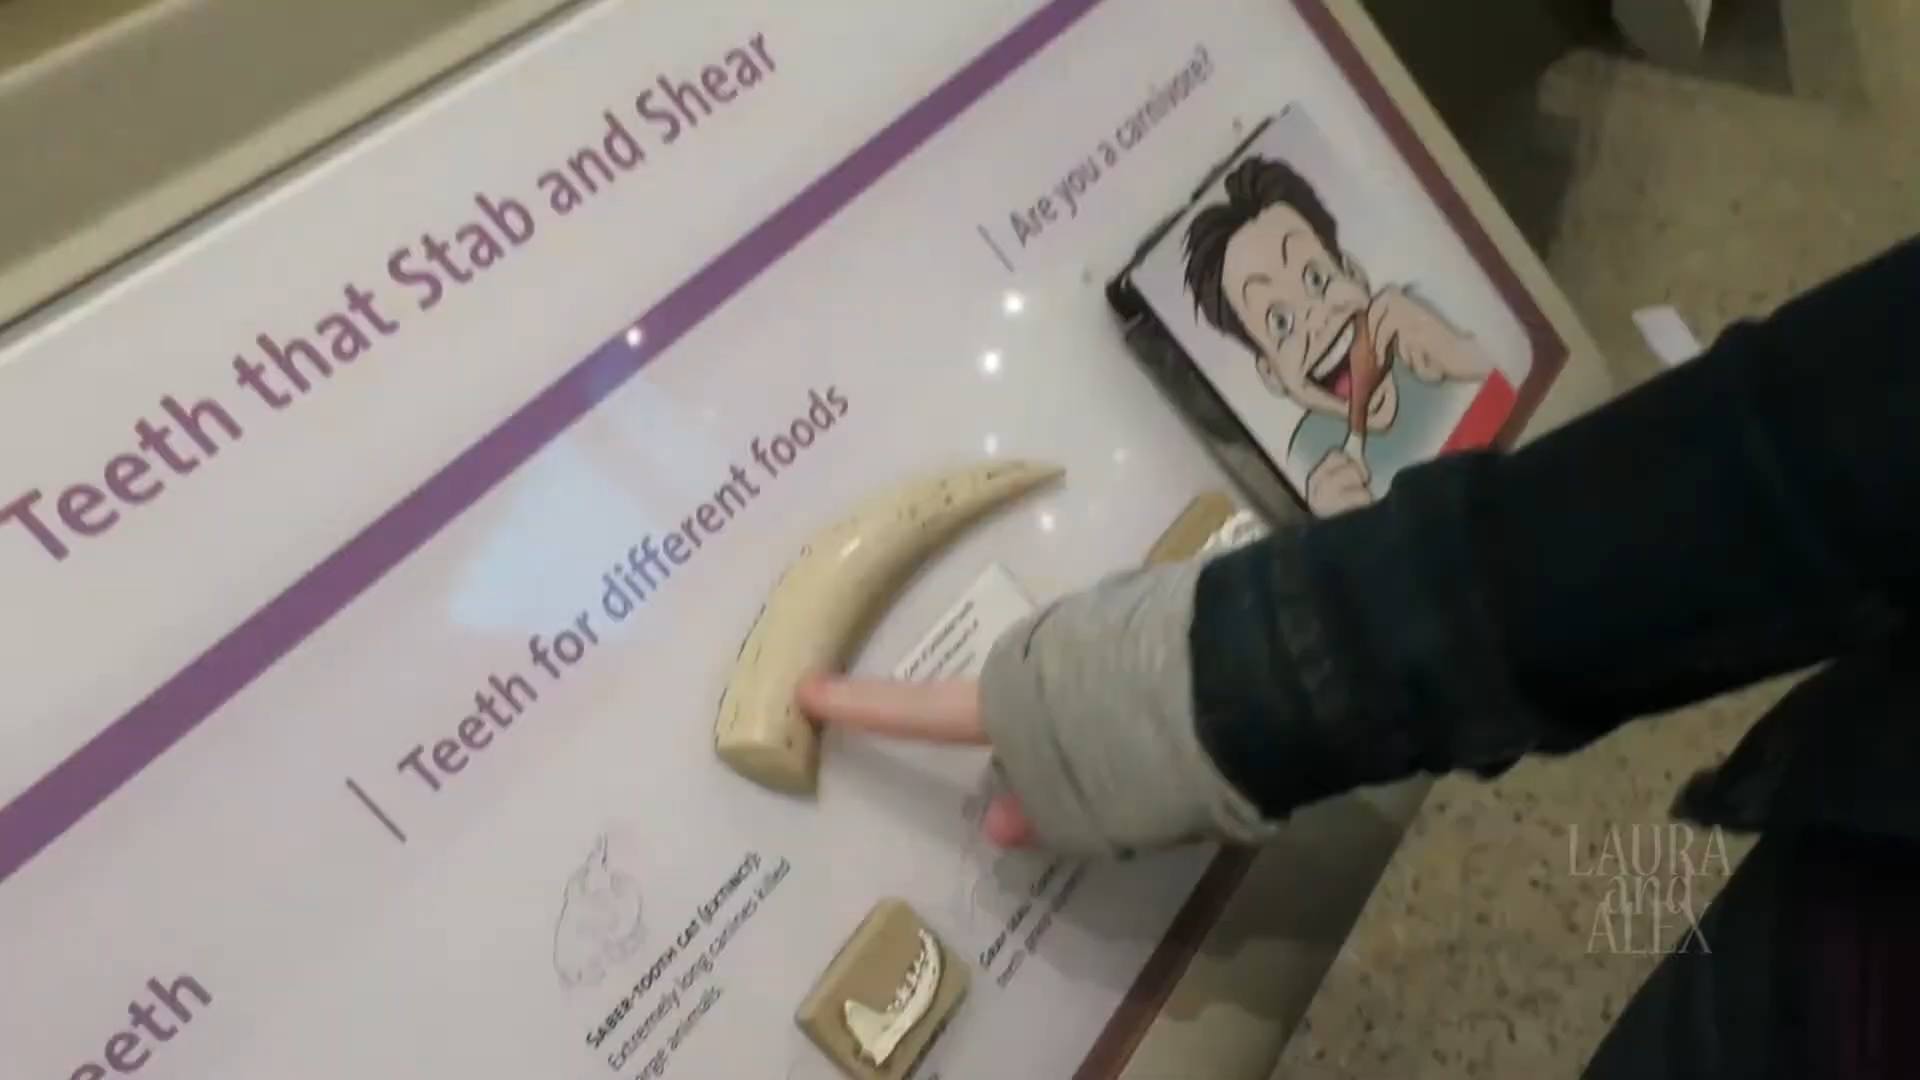 Teeth that Stab and Shear
Are you a carnivore?
Teeth for different foods
SABER-TOOTH CAT (EXTINCT):
Extremely long canines killed
large animals.
eeth
LAURA
and
ALEX